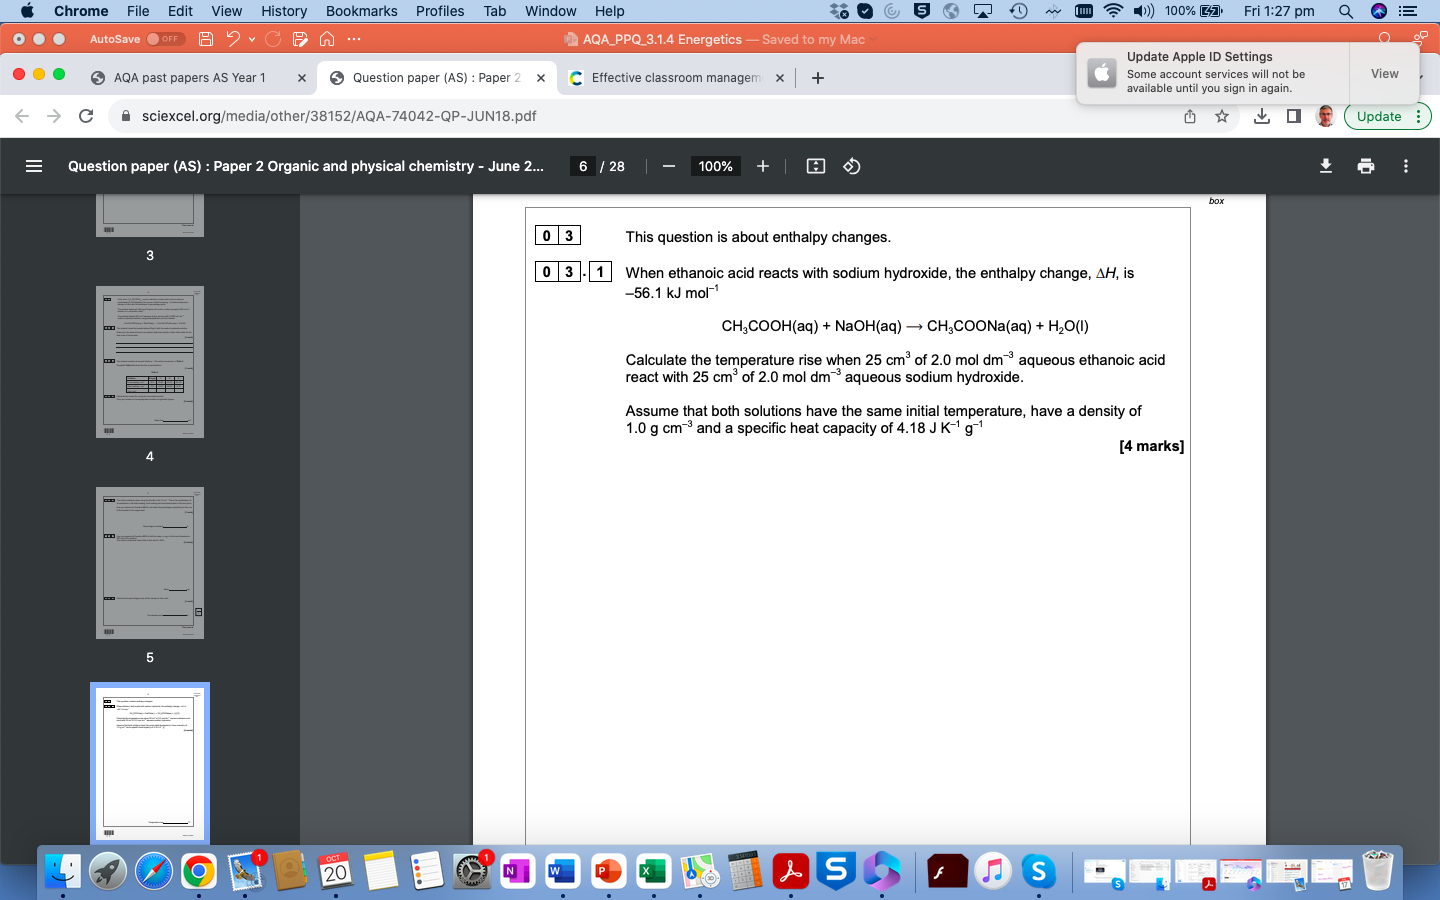 Chrome File Edit View History Bookmarks Profiles Tab Window Help 100% Fri 1:27 pm
AutoSave OFF AQA_PPQ_3.1.4 Energetics — Saved to my Mac
Update Apple ID Settings
Some account services will not be
available until you sign in again.
View
AQA past papers AS Year 1
Question paper (AS) : Paper 2
Effective classroom managem
sciexcel.org/media/other/38152/AQA-74042-QP-JUN18.pdf
Update
Question paper (AS) : Paper 2 Organic and physical chemistry - June 2... 6 / 28 100%
3
4
5
box
0 3 This question is about enthalpy changes.
0 3 . 1 When ethanoic acid reacts with sodium hydroxide, the enthalpy change, ΔH, is
–56.1 kJ mol⁻¹
CH₃COOH(aq) + NaOH(aq) ⟶ CH₃COONa(aq) + H₂O(l)
Calculate the temperature rise when 25 cm³ of 2.0 mol dm⁻³ aqueous ethanoic acid
react with 25 cm³ of 2.0 mol dm⁻³ aqueous sodium hydroxide.
Assume that both solutions have the same initial temperature, have a density of
1.0 g cm⁻³ and a specific heat capacity of 4.18 J K⁻¹ g⁻¹
[4 marks]
1
OCT
20
1